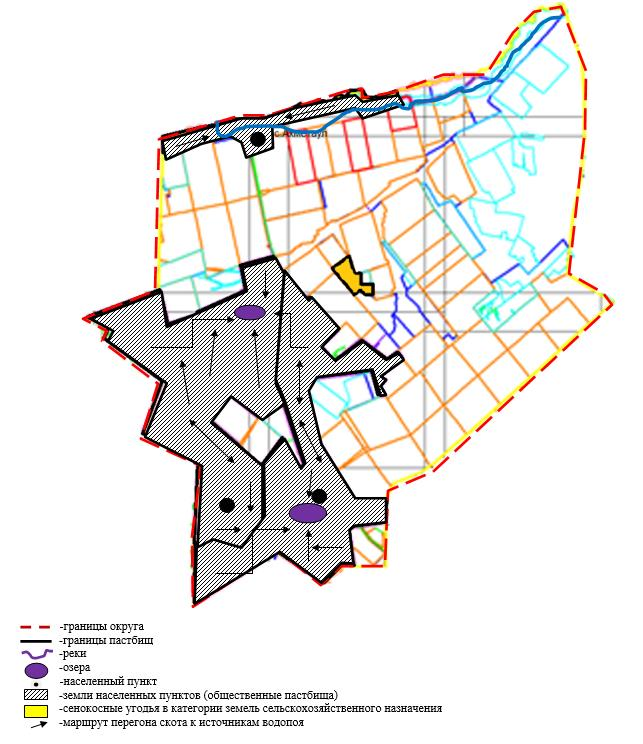 с.Ахметаул
-границы округа
-границы пастбищ
-реки
-озера
-населенный пункт
-земли населенных пунктов (общественные пастбища)
-сенокосные угодья в категории земель сельскохозяйственного назначения
-маршрут перегона скота к источникам водопоя